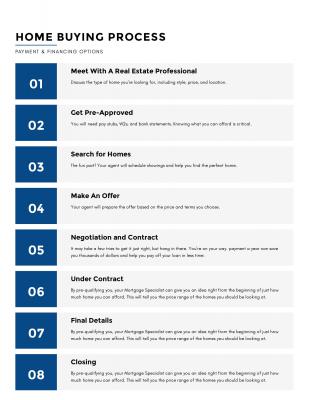 HOME BUYING PROCESS
PAYMENT & FINANCING OPTIONS
01
Meet With A Real Estate Professional
Discuss the type of home you're looking for, including style, price, and location.
02
Get Pre-Approved
You will need pay stubs, W2s, and bank statements. Knowing what you can afford is critical.
03
Search for Homes
The fun part! Your agent will schedule showings and help you find the perfect home.
04
Make An Offer
Your agent will prepare the offer based on the price and terms you choose.
05
Negotiation and Contract
It may take a few tries to get it just right, but hang in there. You're on your way. payment a year can save
you thousands of dollars and help you pay off your loan in less time.
06
Under Contract
By pre-qualifying you, your Mortgage Specialist can give you an idea right from the beginning of just how
much home you can afford. This will tell you the price range of the homes you should be looking at.
07
Final Details
By pre-qualifying you, your Mortgage Specialist can give you an idea right from the beginning of just how
much home you can afford. This will tell you the price range of the homes you should be looking at.
08
Closing
By pre-qualifying you, your Mortgage Specialist can give you an idea right from the beginning of just how
much home you can afford. This will tell you the price range of the homes you should be looking at.